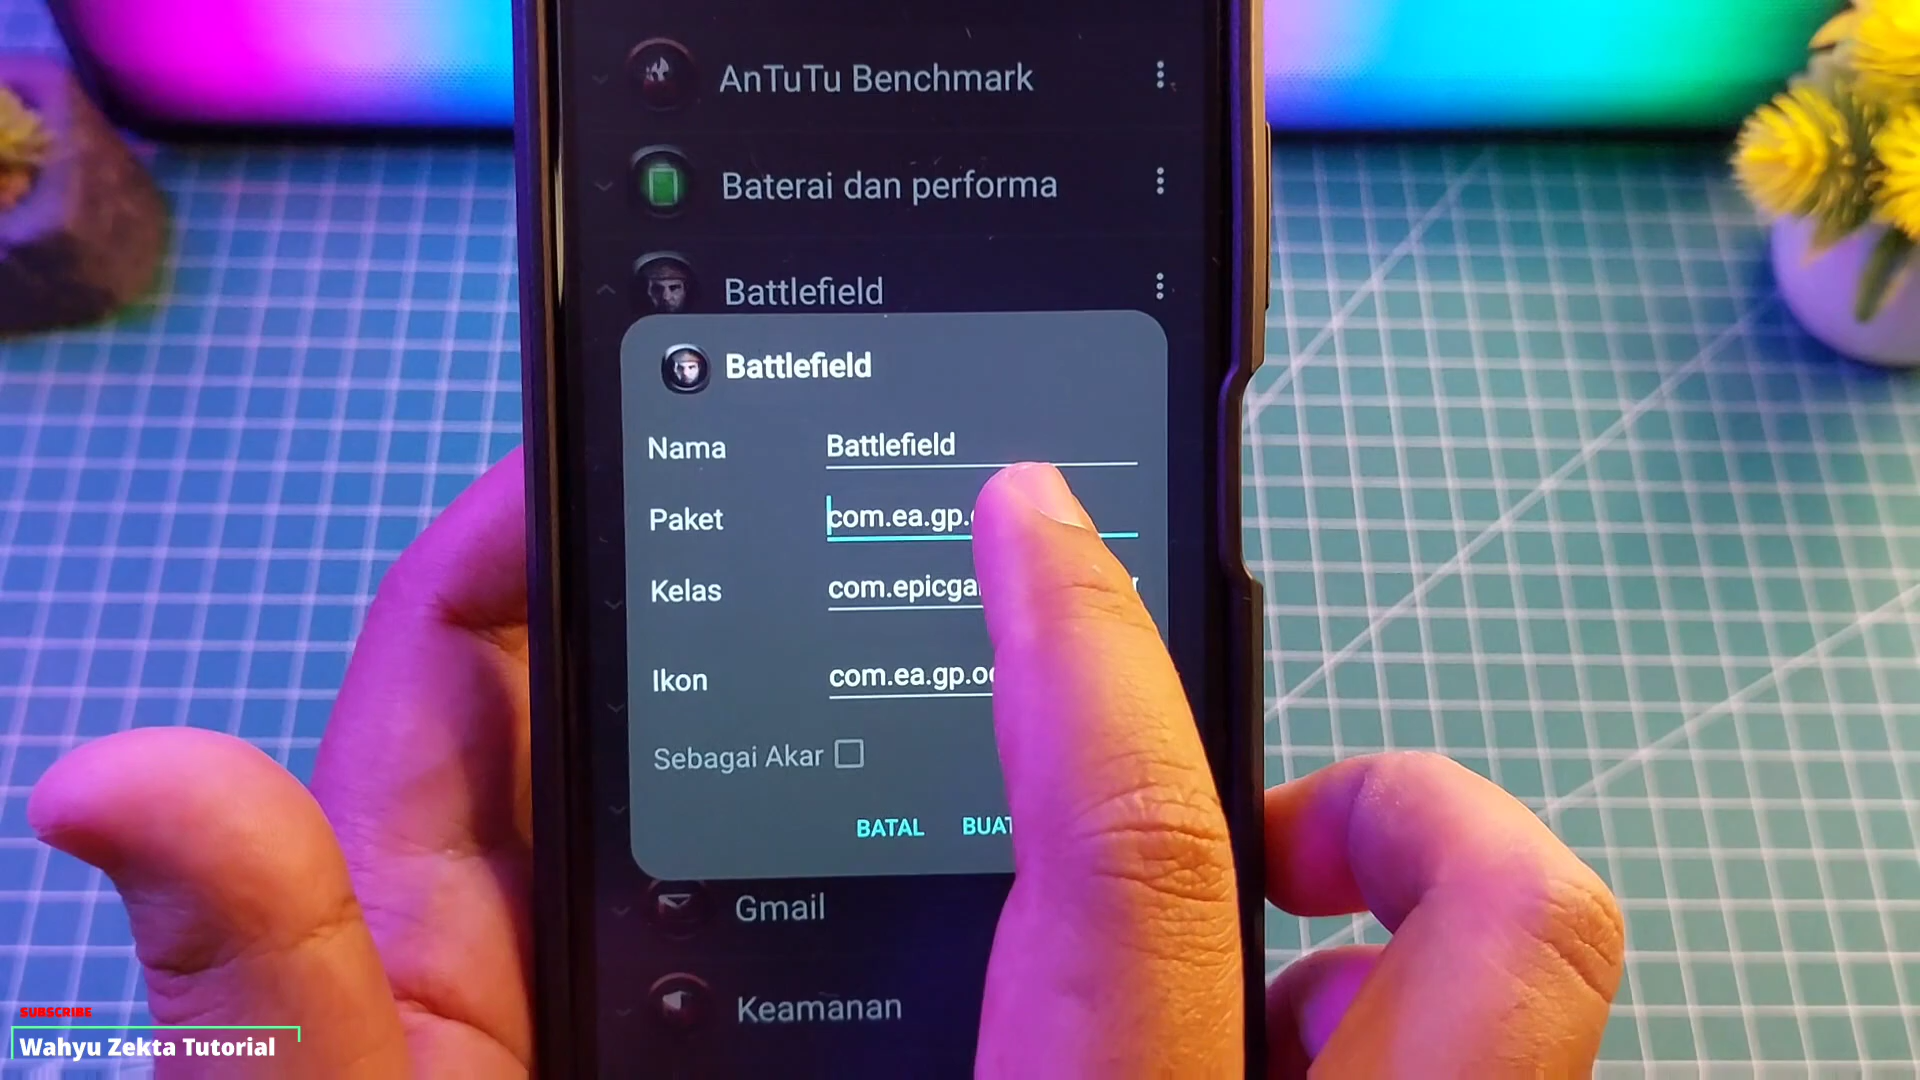 AnTuTu Benchmark
Baterai dan performa
Battlefield
Battlefield
Nama Battlefield
Paket com.ea.gp.
Kelas com.epicga
Ikon com.ea.gp.o
Sebagai Akar
BATAL BUAT
Gmail
Keamanan
SUBSCRIBE
Wahyu Zekta Tutorial